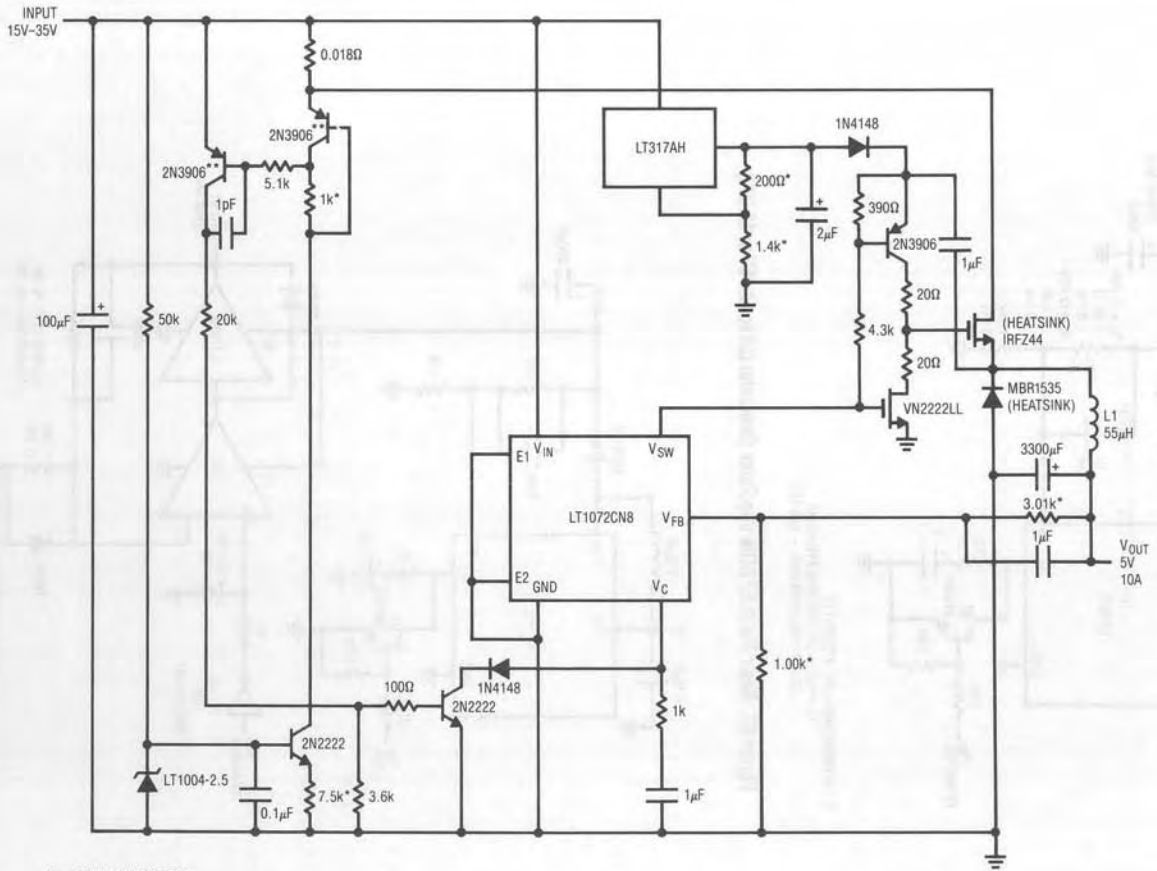 INPUT
15V–35V
0.018Ω
2N3906
**
2N3906**
5.1k
1k*
1pF
LT317AH
1N4148
200Ω*
1.4k*
2µF
390Ω
2N3906
1µF
20Ω
4.3k
20Ω
(HEATSINK)
IRFZ44
MBR1535
(HEATSINK)
VN2222LL
L1
55µH
100µF
50k
20k
3300µF
3.01k*
1µF
VOUT
5V
10A
E1
VIN
VSW
LT1072CN8
VFB
E2
GND
VC
1.00k*
1N4148
100Ω
2N2222
1k
2N2222
LT1004-2.5
0.1µF
7.5k*
3.6k
1µF